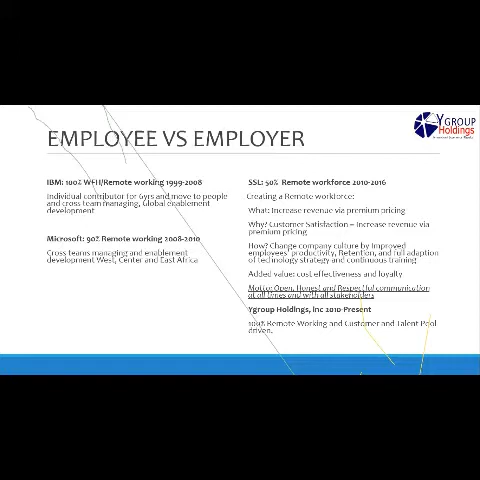 EMPLOYEE VS EMPLOYER
Y GROUP
Holdings
IBM: 100% WFH/Remote working 1999-2008
Individual contributor for 6yrs and move to people
and cross team managing, Global enablement
development
Microsoft: 90% Remote working 2008-2010
Cross teams managing and enablement
development West, Center and East Africa
SSL: 50% Remote workforce 2010-2016
Creating a Remote workforce:
What: Increase revenue via premium pricing
Why? Customer Satisfaction = Increase revenue via
premium pricing
How? Change company culture by Improved
employees' productivity, Retention, and full adaption
of technology strategy and continuous training
Added value: cost effectiveness and loyalty
Motto: Open, Honest and Respectful communication
at all times and with all stakeholders
Ygroup Holdings, inc 2010-Present
100% Remote Working and Customer and Talent Pool
driven.